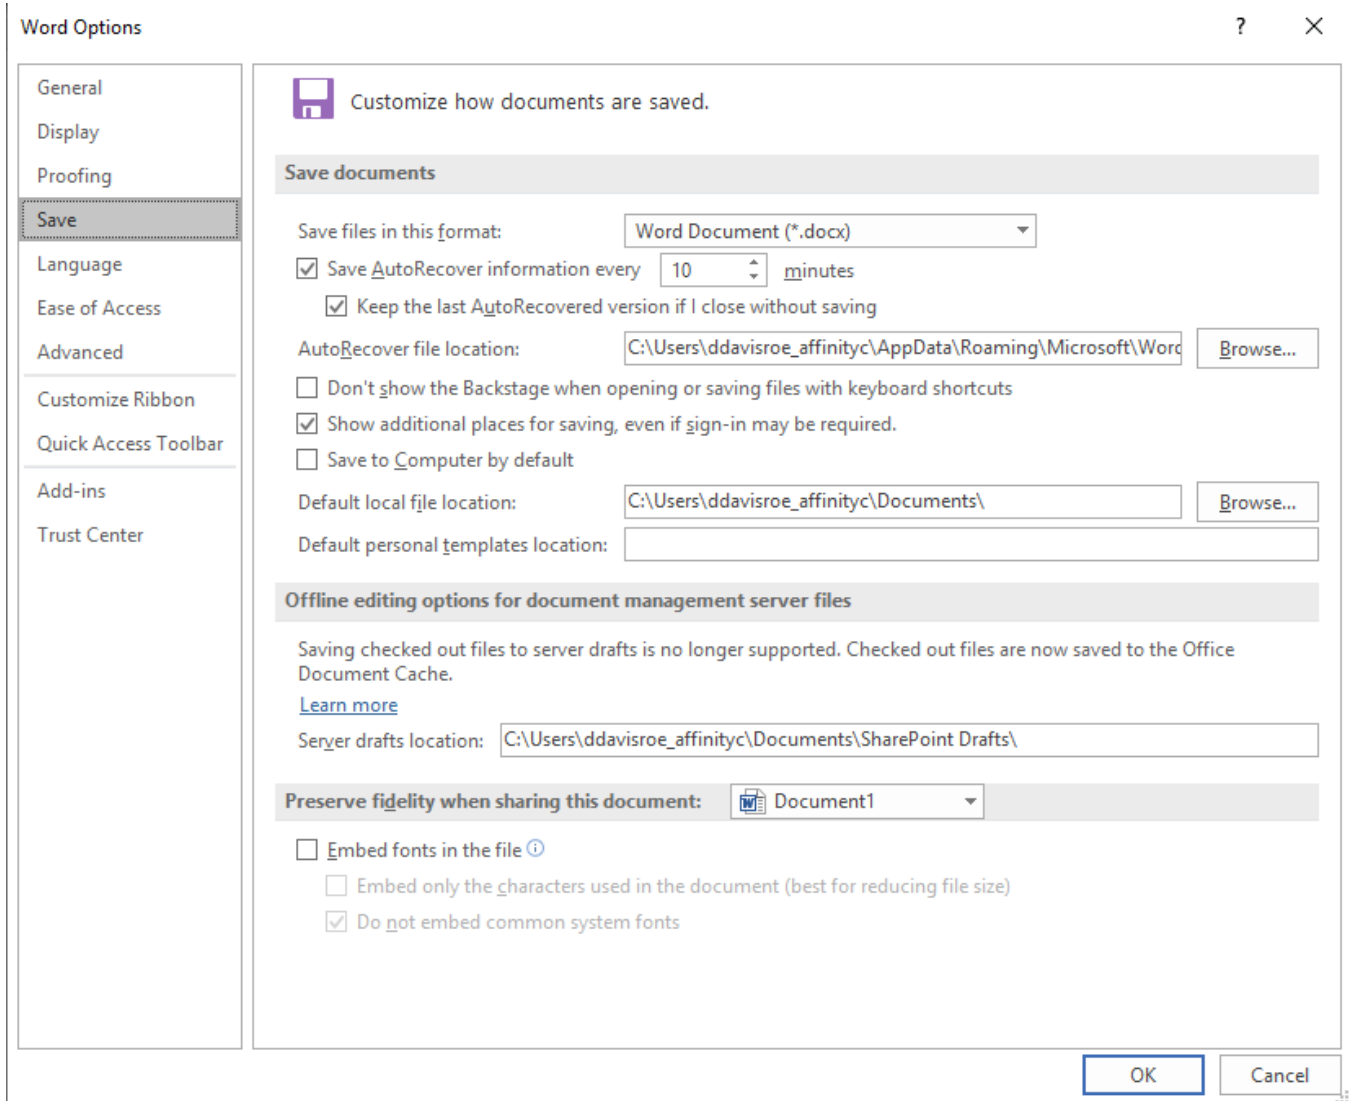 Word Options
?
General
Display
Proofing
Save
Language
Ease of Access
Advanced
Customize Ribbon
Quick Access Toolbar
Add-ins
Trust Center
Customize how documents are saved.
Save documents
Save files in this format: Word Document (*.docx)
Save AutoRecover information every 10 minutes
Keep the last AutoRecovered version if I close without saving
AutoRecover file location: C:\Users\ddavisroe_affinityc\AppData\Roaming\Microsoft\Word Browse...
Don't show the Backstage when opening or saving files with keyboard shortcuts
Show additional places for saving, even if sign-in may be required.
Save to Computer by default
Default local file location: C:\Users\ddavisroe_affinityc\Documents\ Browse...
Default personal templates location:
Offline editing options for document management server files
Saving checked out files to server drafts is no longer supported. Checked out files are now saved to the Office
Document Cache.
Learn more
Server drafts location: C:\Users\ddavisroe_affinityc\Documents\SharePoint Drafts\
Preserve fidelity when sharing this document: Document1
Embed fonts in the file
Embed only the characters used in the document (best for reducing file size)
Do not embed common system fonts
OK Cancel